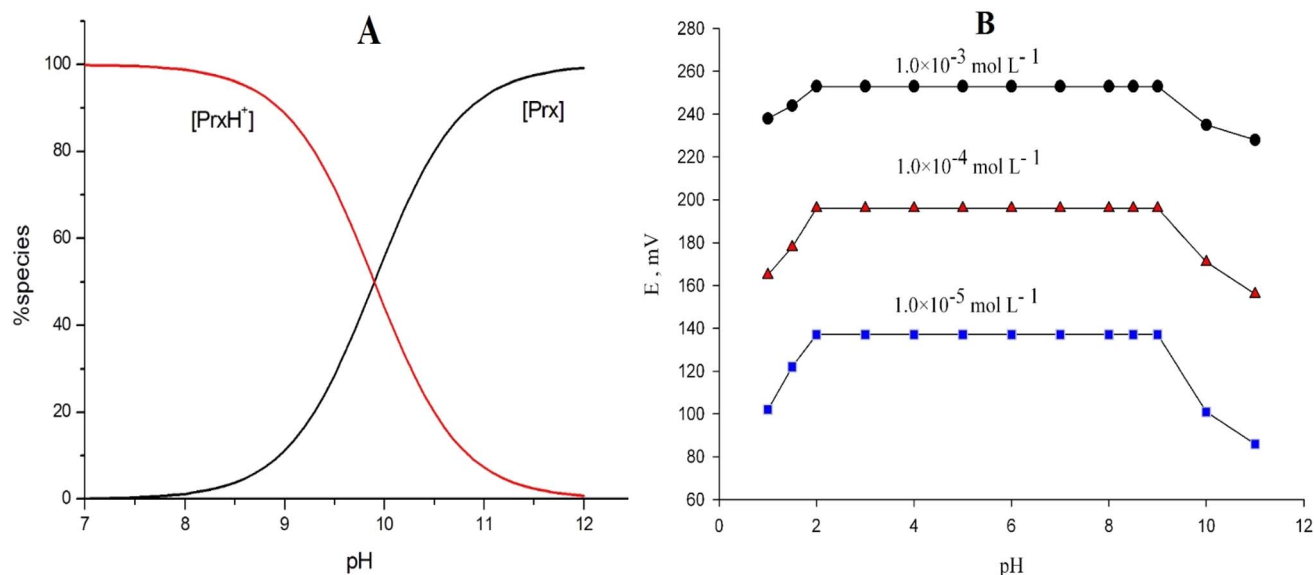 A
100
80
60
40
20
0
%species
[PrxH⁺]
[Prx]
7 8 9 10 11 12
pH
B
280
260
240
220
200
180
160
140
120
100
80
60
E , mV
1.0×10⁻³ mol L⁻¹
1.0×10⁻⁴ mol L⁻¹
1.0×10⁻⁵ mol L⁻¹
0 2 4 6 8 10 12
pH